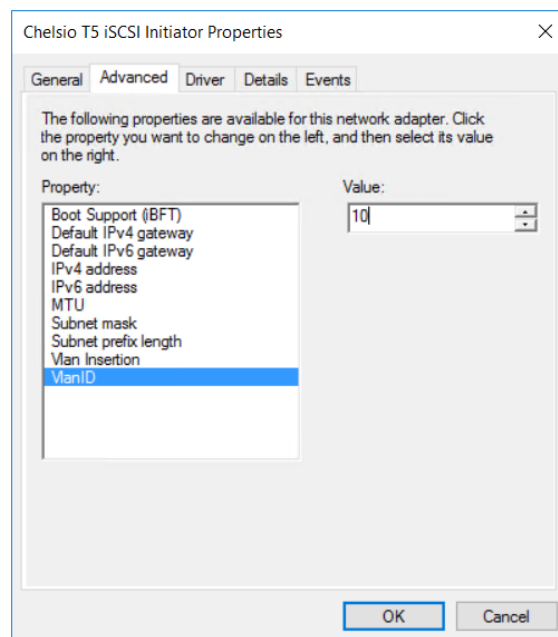 Chelsio T5 iSCSI Initiator Properties
General Advanced Driver Details Events
The following properties are available for this network adapter. Click
the property you want to change on the left, and then select its value
on the right.
Property:
Value:
Boot Support (iBFT)
10
Default IPv4 gateway
Default IPv6 gateway
IPv4 address
IPv6 address
MTU
Subnet mask
Subnet prefix length
Vlan Insertion
VlanID
OK
Cancel